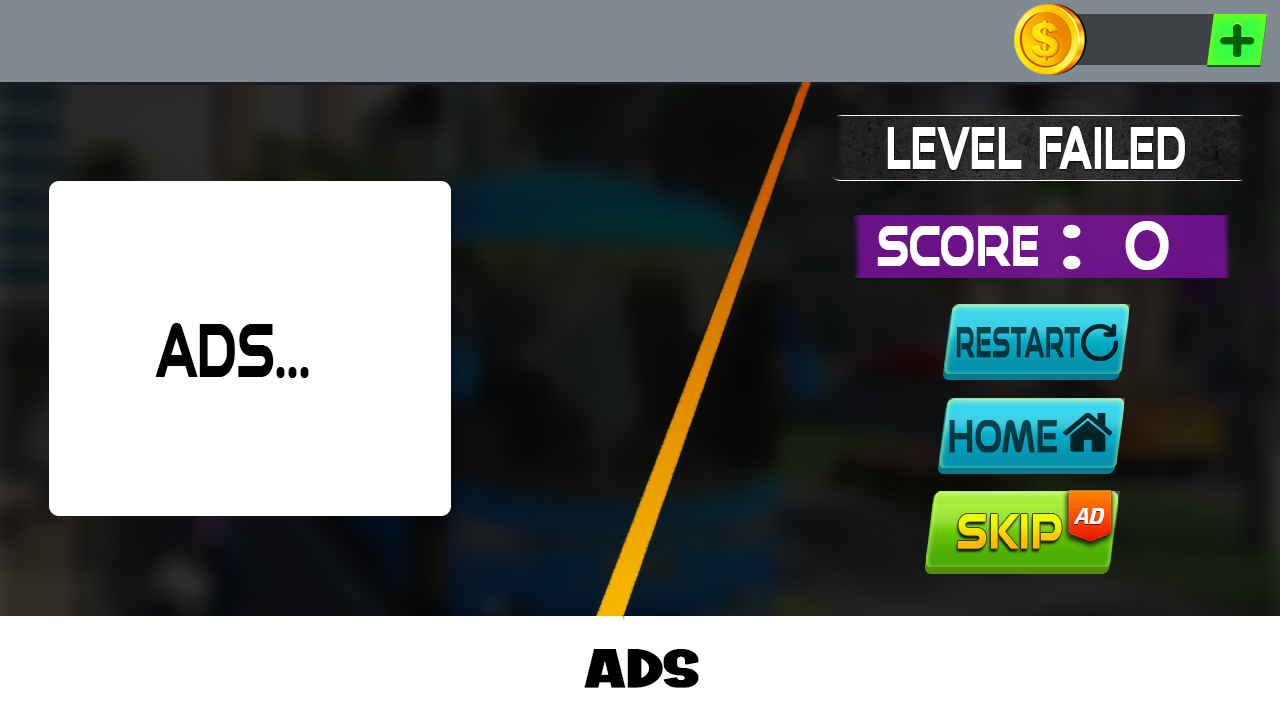 LEVEL FAILED
SCORE : 0
ADS...
RESTART
HOME
SKIP
AD
ADS